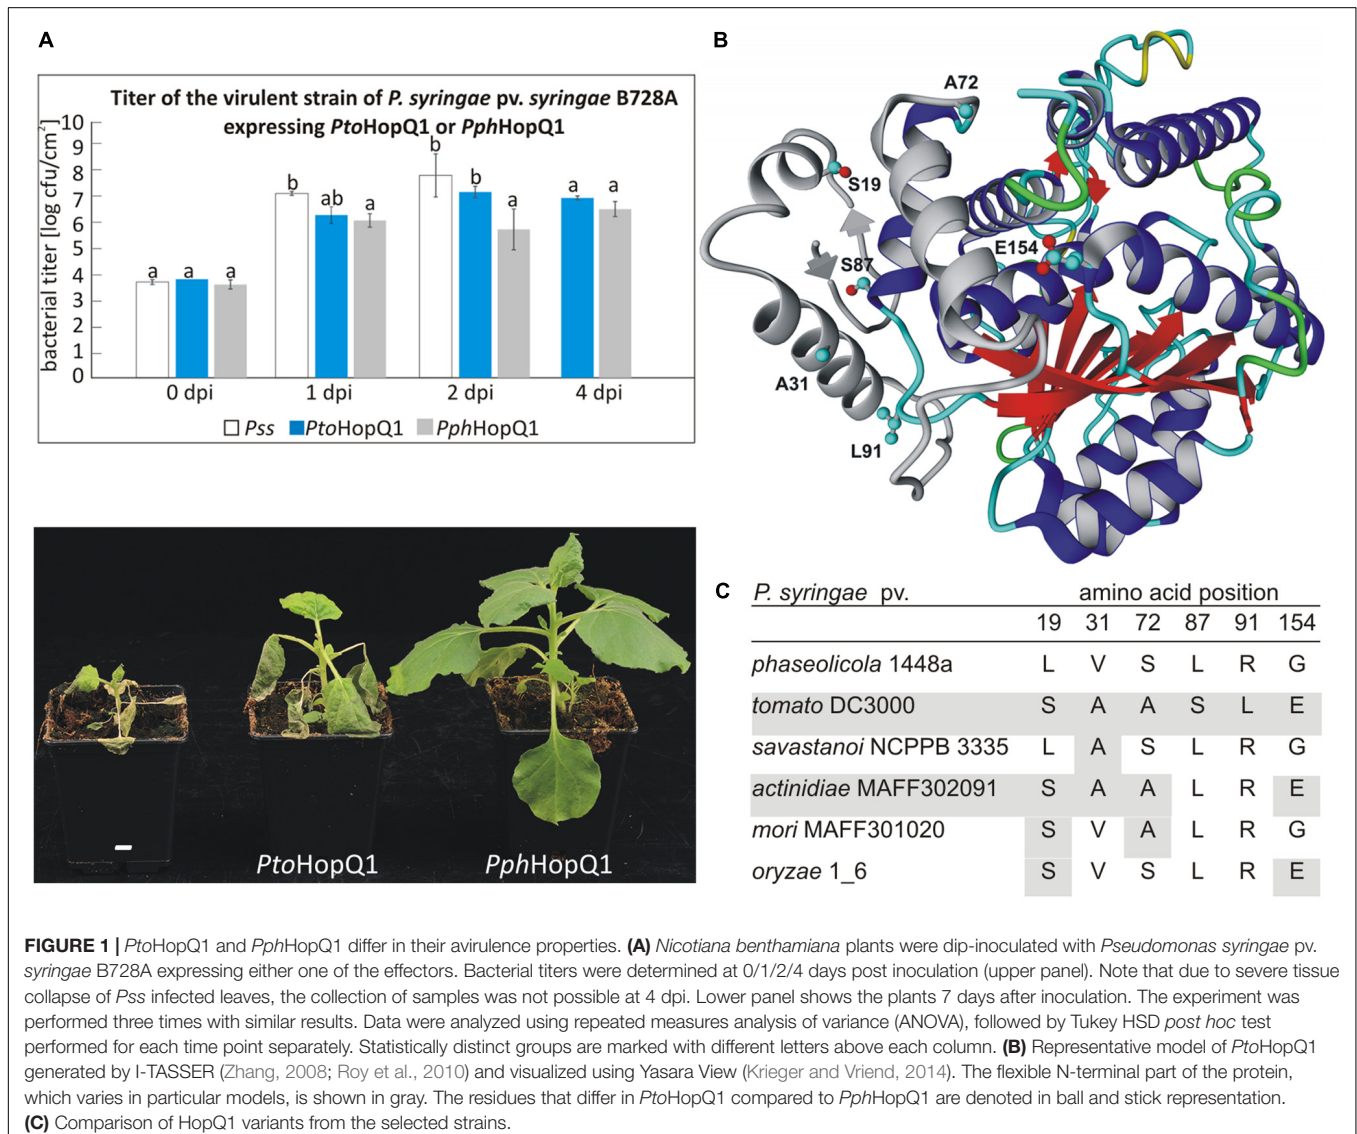 A
Titer of the virulent strain of P. syringae pv. syringae B728A
expressing PtoHopQ1 or PphHopQ1
bacterial titer [log cfu/cm²]
10
9
8
7
6
5
4
3
2
1
0
a a a
b ab a
b b a
a a
0 dpi 1 dpi 2 dpi 4 dpi
Pss PtoHopQ1 PphHopQ1
PtoHopQ1 PphHopQ1
B
A72
S19
E154
S87
A31
L91
C
P. syringae pv. amino acid position
19 31 72 87 91 154
phaseolicola 1448a L V S L R G
tomato DC3000 S A A S L E
savastanoi NCPPB 3335 L A S L R G
actinidiae MAFF302091 S A A L R E
mori MAFF301020 S V A L R G
oryzae 1_6 S V S L R E
FIGURE 1 | PtoHopQ1 and PphHopQ1 differ in their avirulence properties. (A) Nicotiana benthamiana plants were dip-inoculated with Pseudomonas syringae pv.
syringae B728A expressing either one of the effectors. Bacterial titers were determined at 0/1/2/4 days post inoculation (upper panel). Note that due to severe tissue
collapse of Pss infected leaves, the collection of samples was not possible at 4 dpi. Lower panel shows the plants 7 days after inoculation. The experiment was
performed three times with similar results. Data were analyzed using repeated measures analysis of variance (ANOVA), followed by Tukey HSD post hoc test
performed for each time point separately. Statistically distinct groups are marked with different letters above each column. (B) Representative model of PtoHopQ1
generated by I-TASSER (Zhang, 2008; Roy et al., 2010) and visualized using Yasara View (Krieger and Vriend, 2014). The flexible N-terminal part of the protein,
which varies in particular models, is shown in gray. The residues that differ in PtoHopQ1 compared to PphHopQ1 are denoted in ball and stick representation.
(C) Comparison of HopQ1 variants from the selected strains.